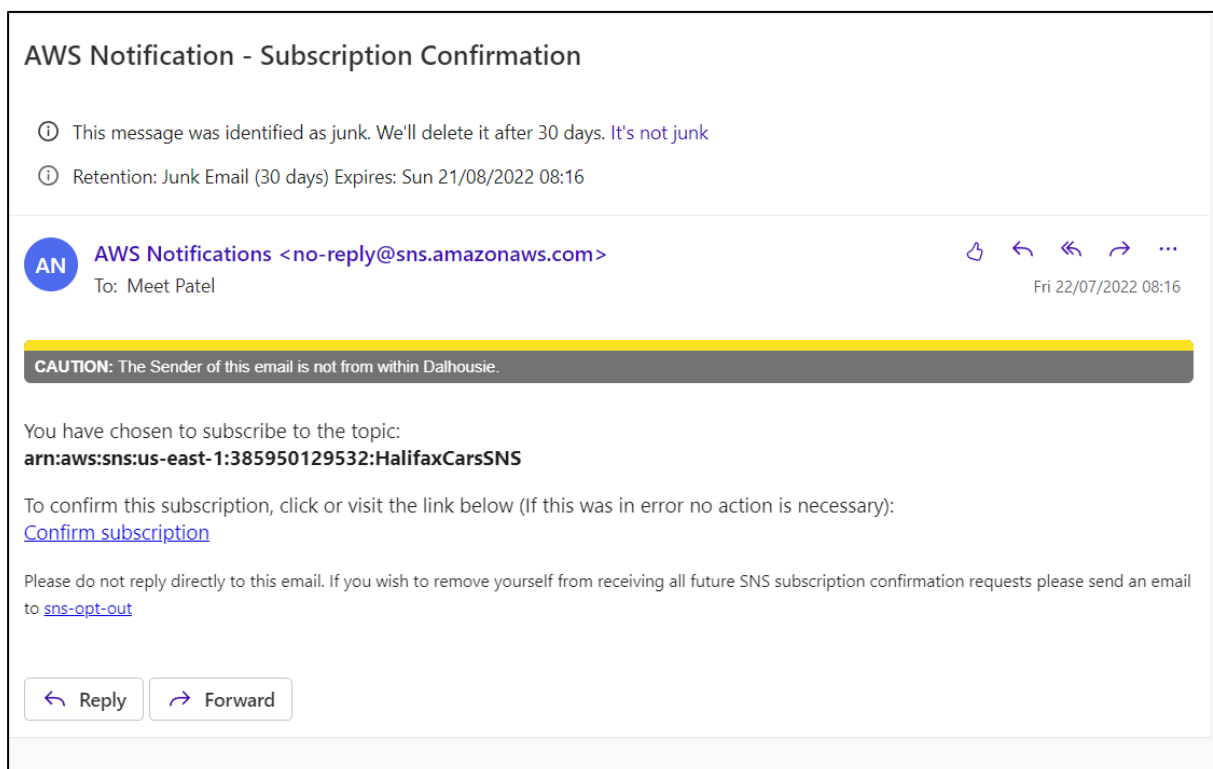 AWS Notification - Subscription Confirmation
This message was identified as junk. We'll delete it after 30 days. It's not junk
Retention: Junk Email (30 days) Expires: Sun 21/08/2022 08:16
AN
AWS Notifications <no-reply@sns.amazonaws.com>
To: Meet Patel
Fri 22/07/2022 08:16
CAUTION: The Sender of this email is not from within Dalhousie.
You have chosen to subscribe to the topic:
arn:aws:sns:us-east-1:385950129532:HalifaxCarsSNS
To confirm this subscription, click or visit the link below (If this was in error no action is necessary):
Confirm subscription
Please do not reply directly to this email. If you wish to remove yourself from receiving all future SNS subscription confirmation requests please send an email
to sns-opt-out
Reply
Forward